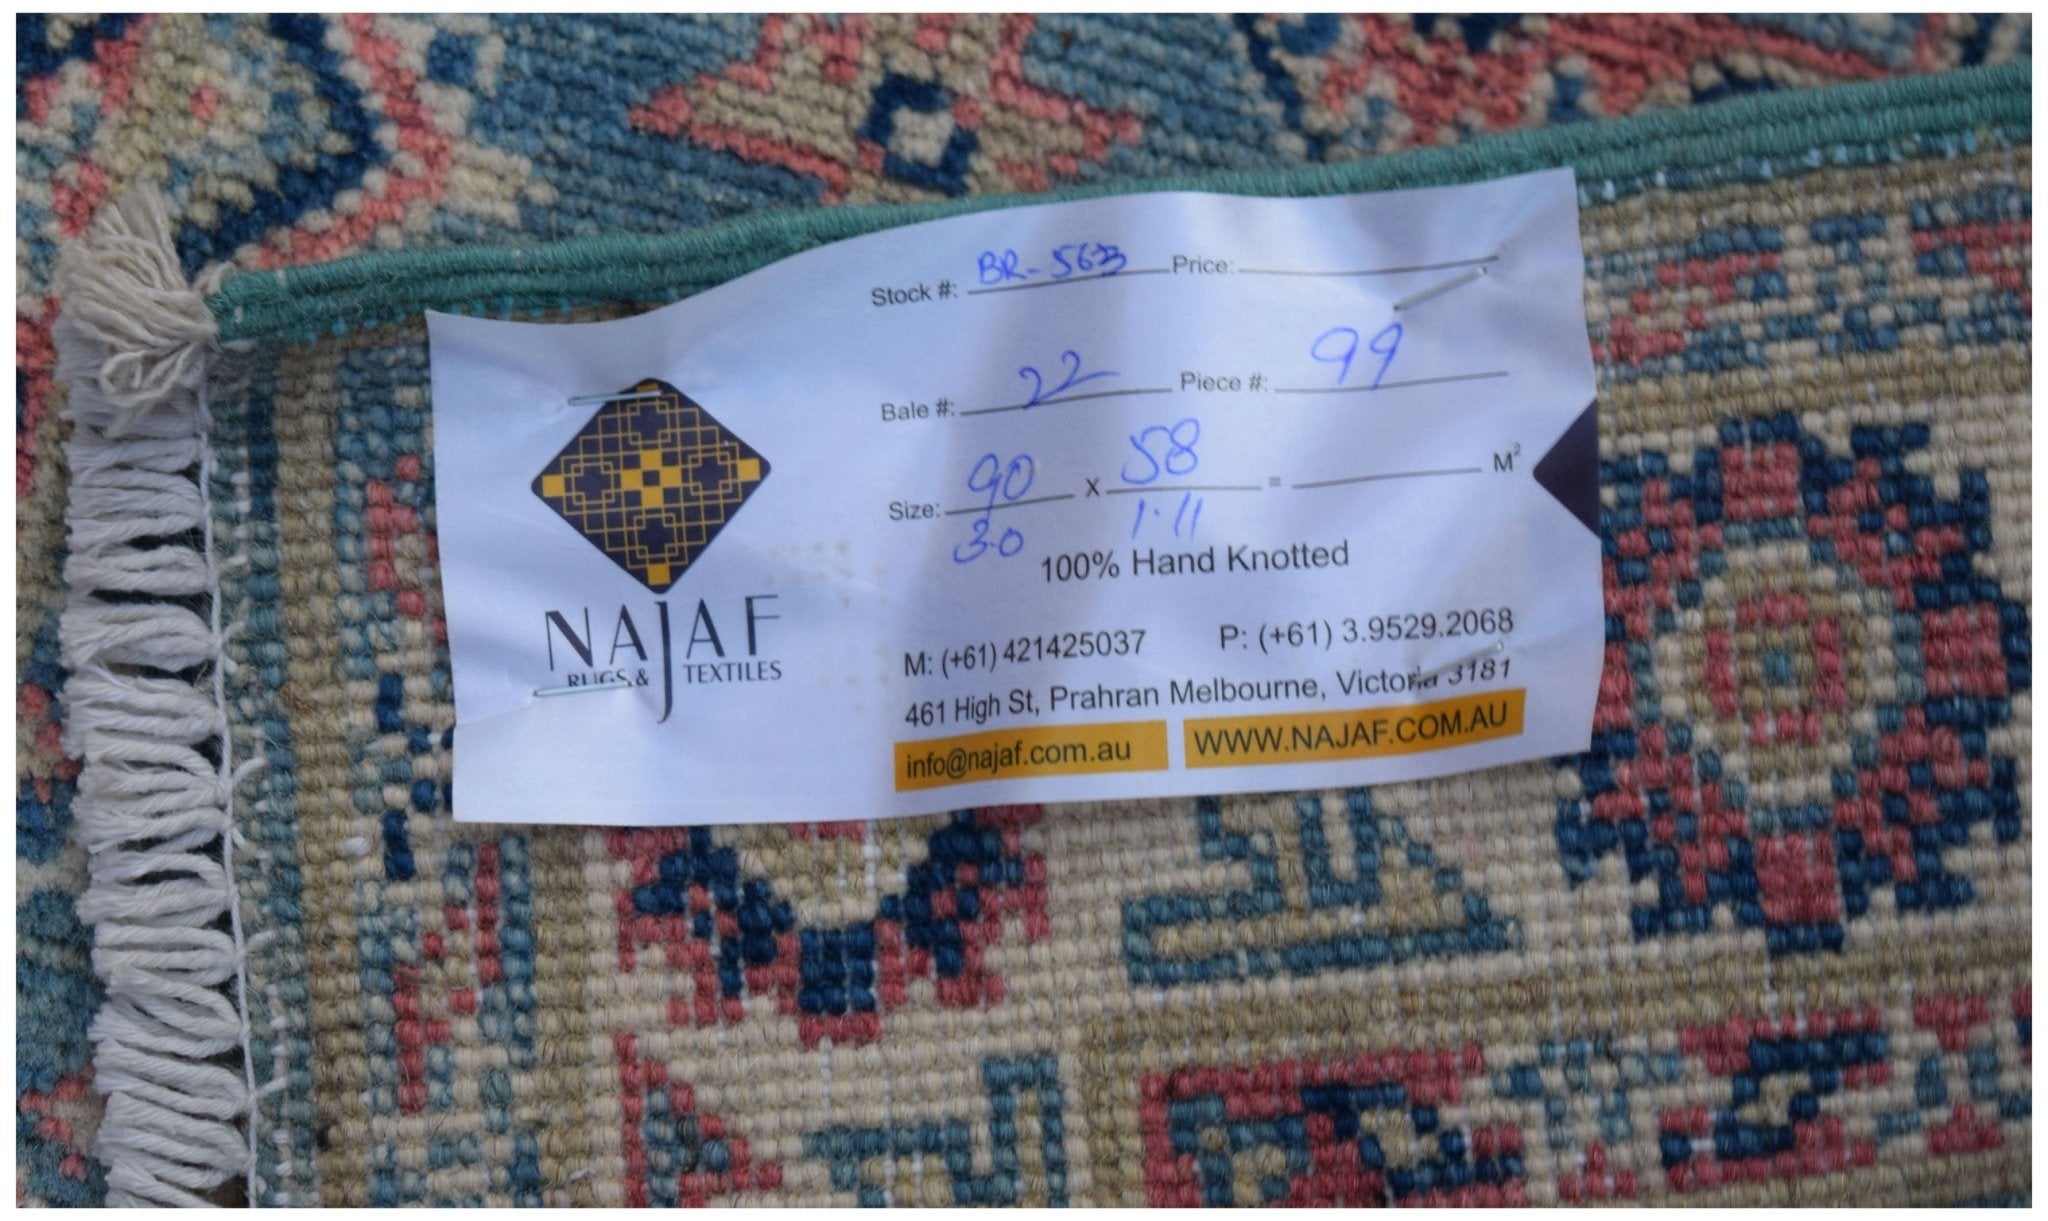 Stock #: BR-563 Price:
Bale #: 22 Piece #: 99
Size: 90 x 58 = M²
3.0 1.11
100% Hand Knotted
NAJAF
RUGS & TEXTILES
M: (+61) 421425037 P: (+61) 3.9529.2068
461 High St, Prahran Melbourne, Victoria 3181
info@najaf.com.au WWW.NAJAF.COM.AU